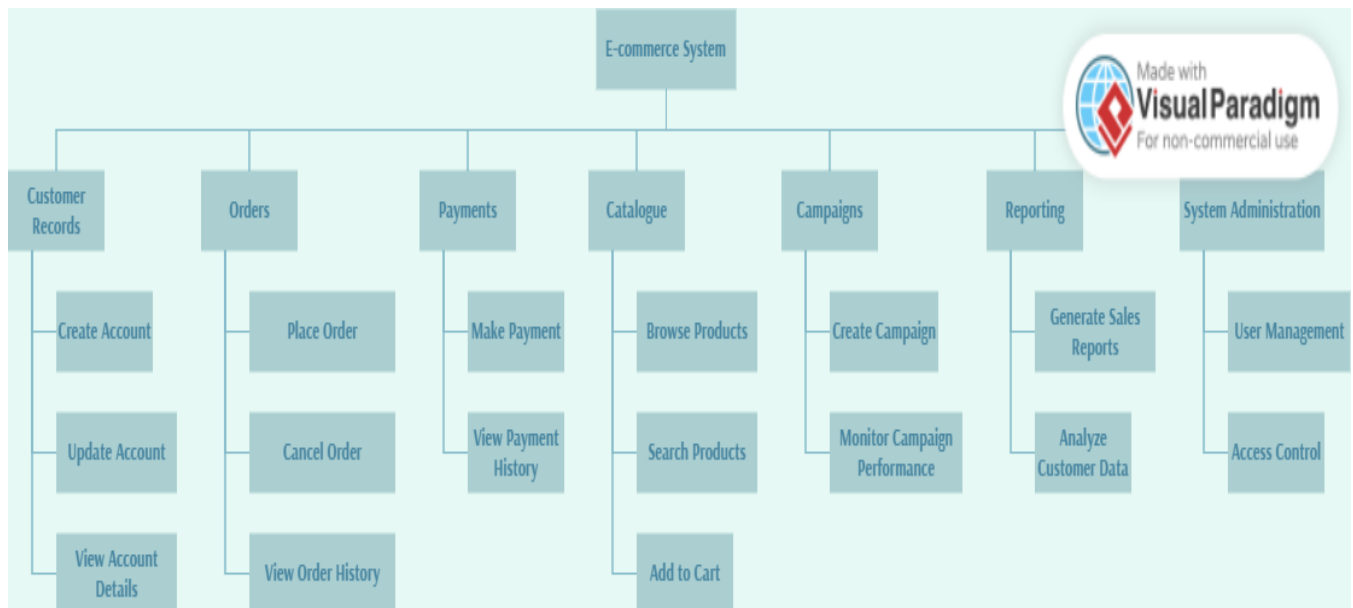 E-commerce System
Made with
Visual Paradigm
For non-commercial use
Customer
Records
Orders
Payments
Catalogue
Campaigns
Reporting
System Administration
Create Account
Place Order
Make Payment
Browse Products
Create Campaign
Generate Sales
Reports
User Management
Update Account
Cancel Order
View Payment
History
Search Products
Monitor Campaign
Performance
Analyze
Customer Data
Access Control
View Account
Details
View Order History
Add to Cart